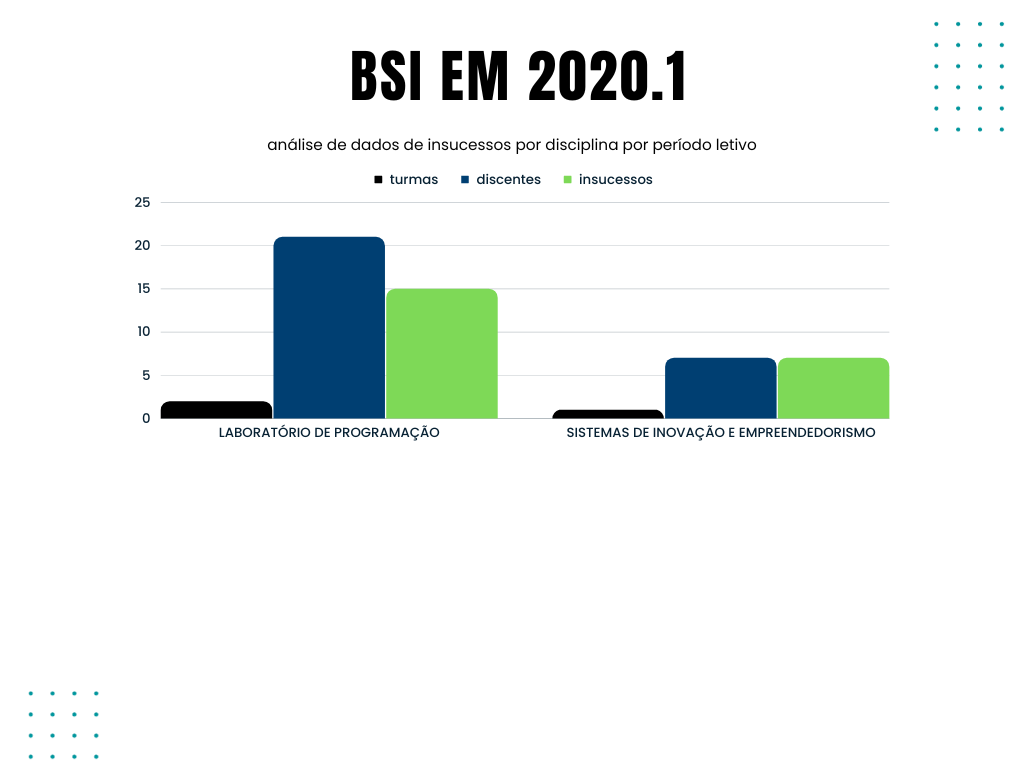 BSI EM 2020.1
análise de dados de insucessos por disciplina por período letivo
turmas discentes insucessos
25
20
15
10
5
0
LABORATÓRIO DE PROGRAMAÇÃO SISTEMAS DE INOVAÇÃO E EMPREENDEDORISMO